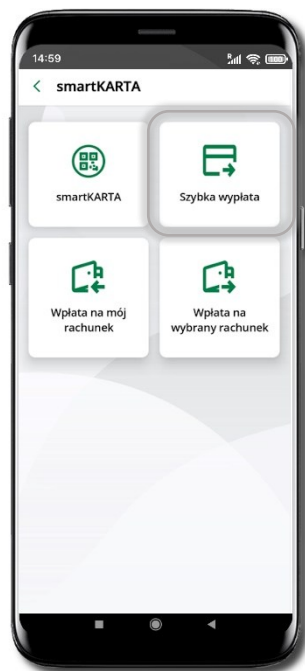 14:59
smartKARTA
smartKARTA
Szybka wypłata
Wpłata na mój
rachunek
Wpłata na
wybrany rachunek